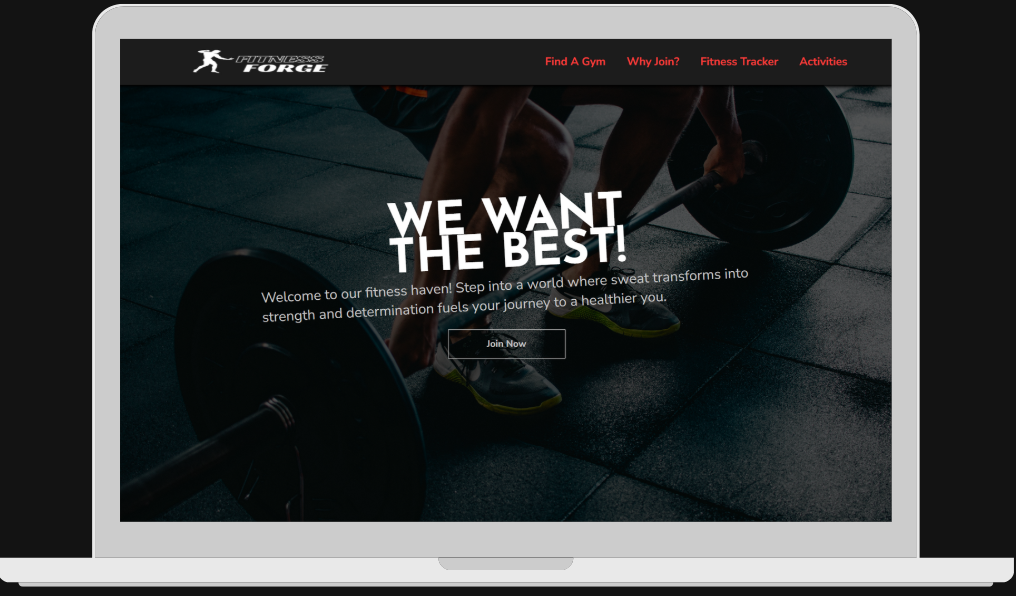 FITNESS
FORGE
Find A Gym Why Join? Fitness Tracker Activities
WE WANT
THE BEST!
Welcome to our fitness haven! Step into a world where sweat transforms into
strength and determination fuels your journey to a healthier you.
Join Now